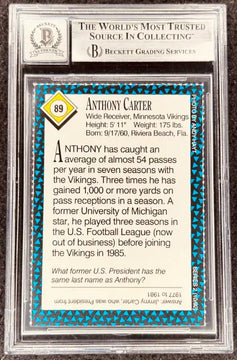 THE WORLD'S MOST TRUSTED
SOURCE IN COLLECTING™
BECKETT GRADING SERVICES
89
ANTHONY CARTER
Wide Receiver, Minnesota Vikings
Height: 5'11" Weight: 175 lbs.
Born: 9/17/60, Riviera Beach, Fla.
ANTHONY has caught an
average of almost 54 passes
per year in seven seasons with
the Vikings. Three times he has
gained 1,000 or more yards on
pass receptions in a season. A
former University of Michigan
star, he played three seasons in
the U.S. Football League (now
out of business) before joining
the Vikings in 1985.
What former U.S. President has the
same last name as Anthony?
Answer: Jimmy Carter, who was President from
1977 to 1981